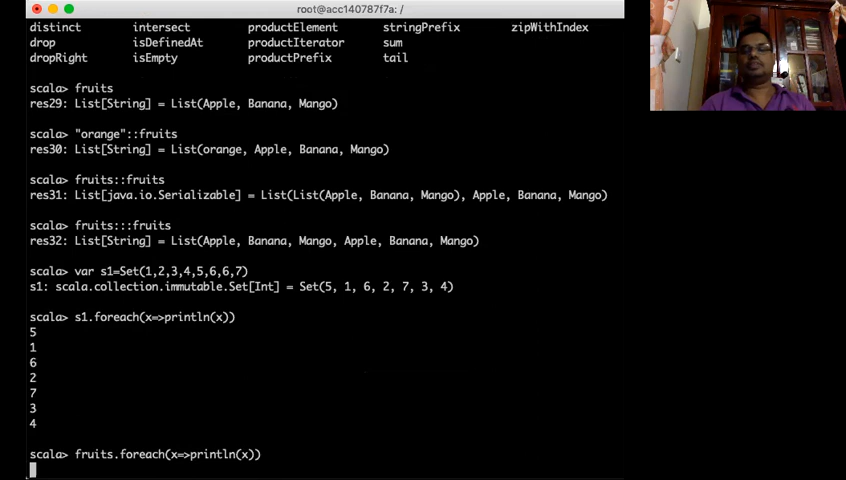 root@acc140787f7a: /
distinct intersect productElement stringPrefix zipWithIndex
drop isDefinedAt productIterator sum
dropRight isEmpty productPrefix tail
scala> fruits
res29: List[String] = List(Apple, Banana, Mango)
scala> "orange"::fruits
res30: List[String] = List(orange, Apple, Banana, Mango)
scala> fruits::fruits
res31: List[java.io.Serializable] = List(List(Apple, Banana, Mango), Apple, Banana, Mango)
scala> fruits:::fruits
res32: List[String] = List(Apple, Banana, Mango, Apple, Banana, Mango)
scala> var s1=Set(1,2,3,4,5,6,6,7)
s1: scala.collection.immutable.Set[Int] = Set(5, 1, 6, 2, 7, 3, 4)
scala> s1.foreach(x=>println(x))
5
1
6
2
7
3
4
scala> fruits.foreach(x=>println(x))